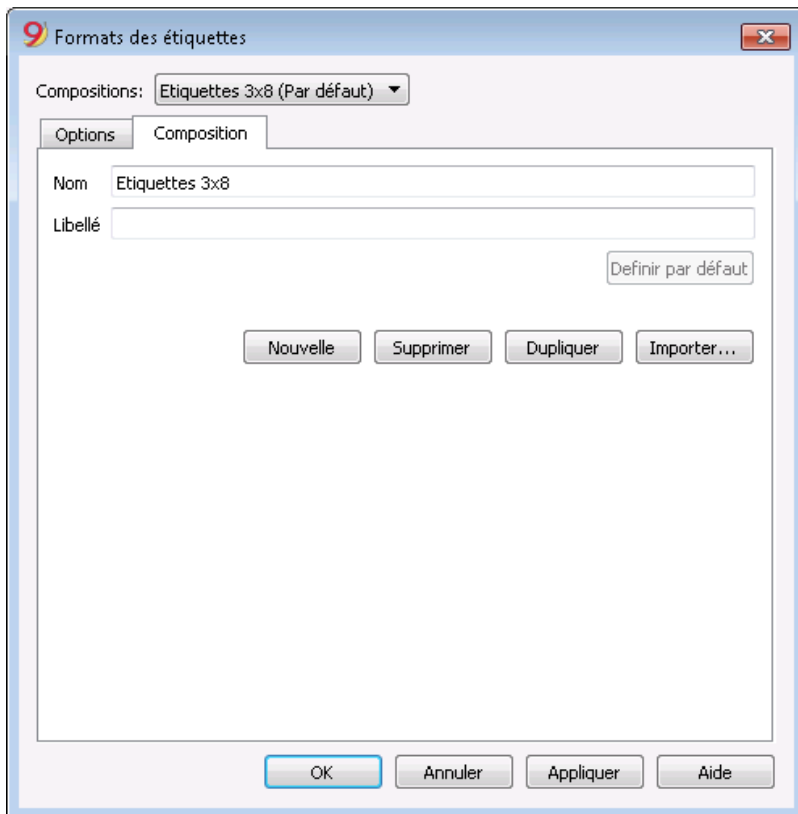 9 Formats des étiquettes
Compositions: Etiquettes 3x8 (Par défaut)
Options Composition
Nom Etiquettes 3x8
Libellé
Definir par défaut
Nouvelle Supprimer Dupliquer Importer...
OK Annuler Appliquer Aide